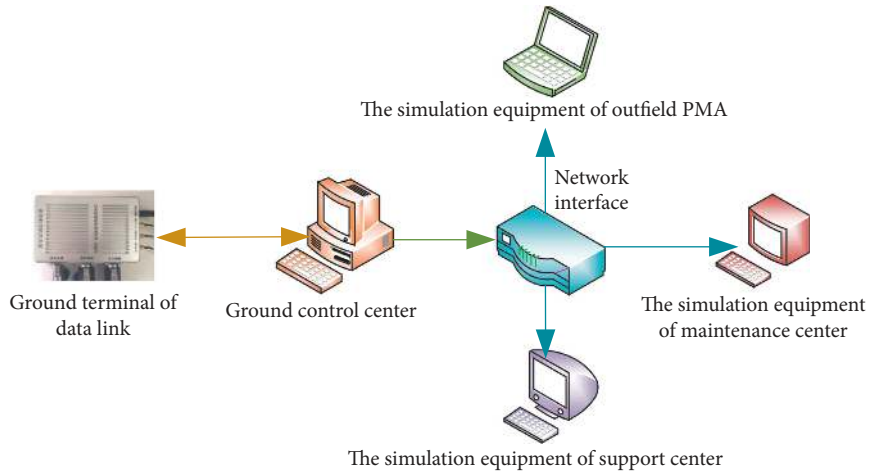 The simulation equipment of outfield PMA
Network
interface
Ground terminal of
data link
Ground control center
The simulation equipment
of maintenance center
The simulation equipment of support center